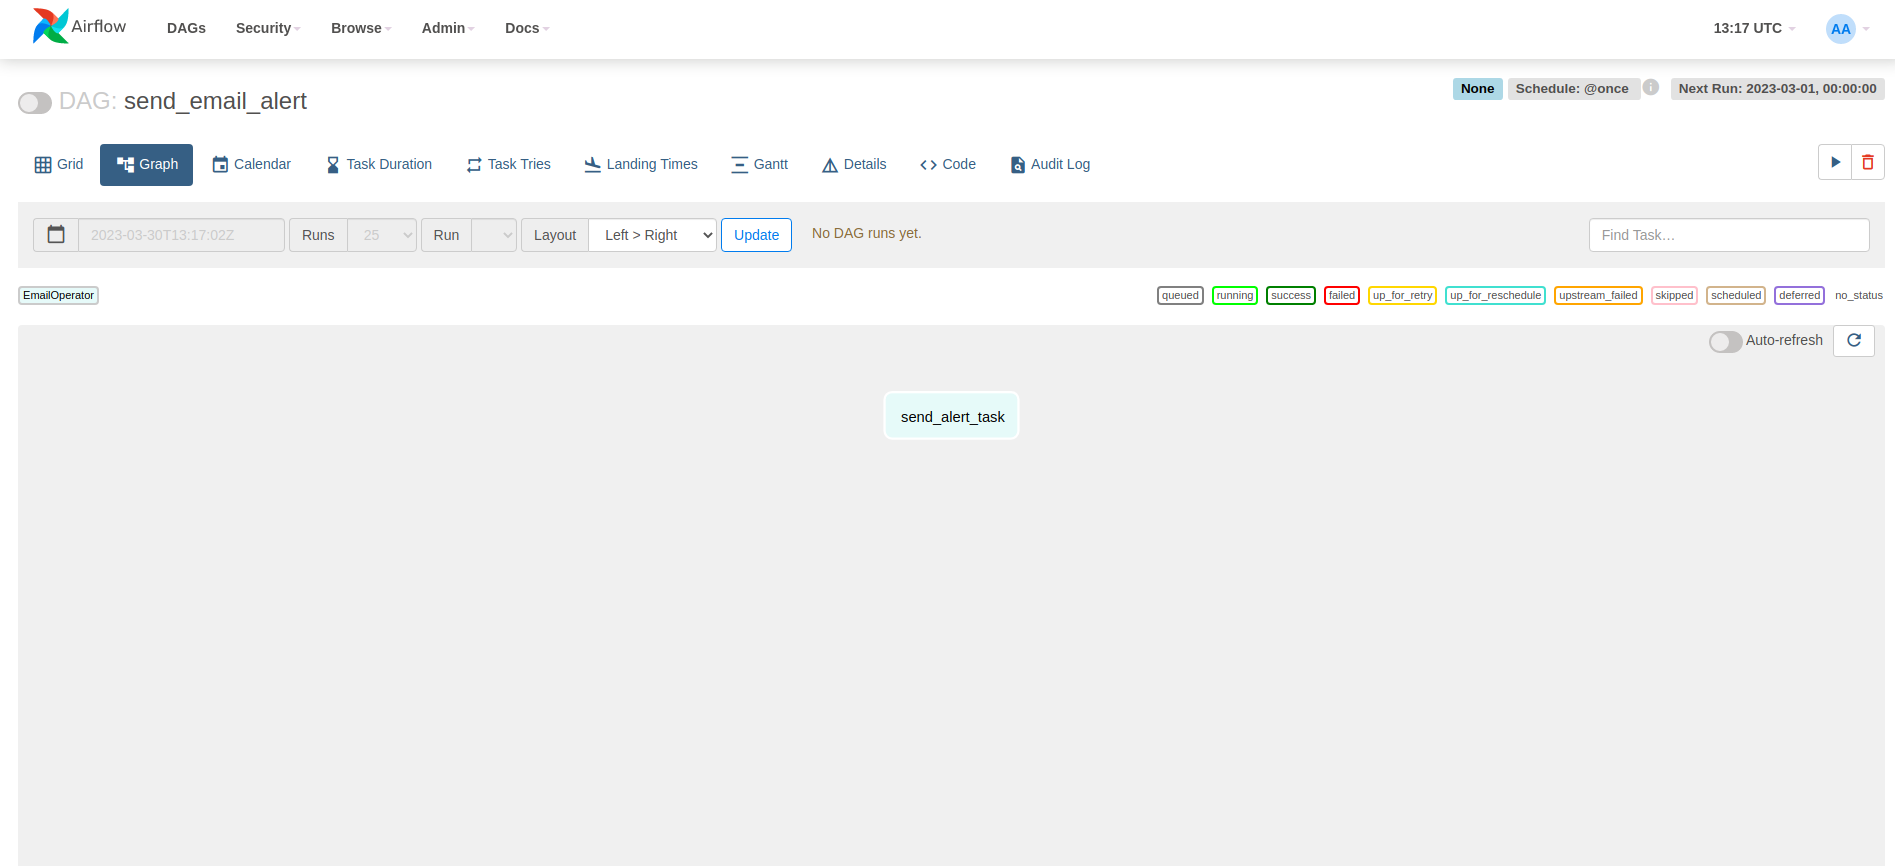 Airflow DAGs Security Browse Admin Docs 13:17 UTC AA
DAG: send_email_alert None Schedule: @once Next Run: 2023-03-01, 00:00:00
Grid Graph Calendar Task Duration Task Tries Landing Times Gantt Details Code Audit Log
2023-03-30T13:17:02Z Runs 25 Run Layout Left > Right Update No DAG runs yet. Find Task…
EmailOperator queued running success failed up_for_retry up_for_reschedule upstream_failed skipped scheduled deferred no_status
Auto-refresh
send_alert_task